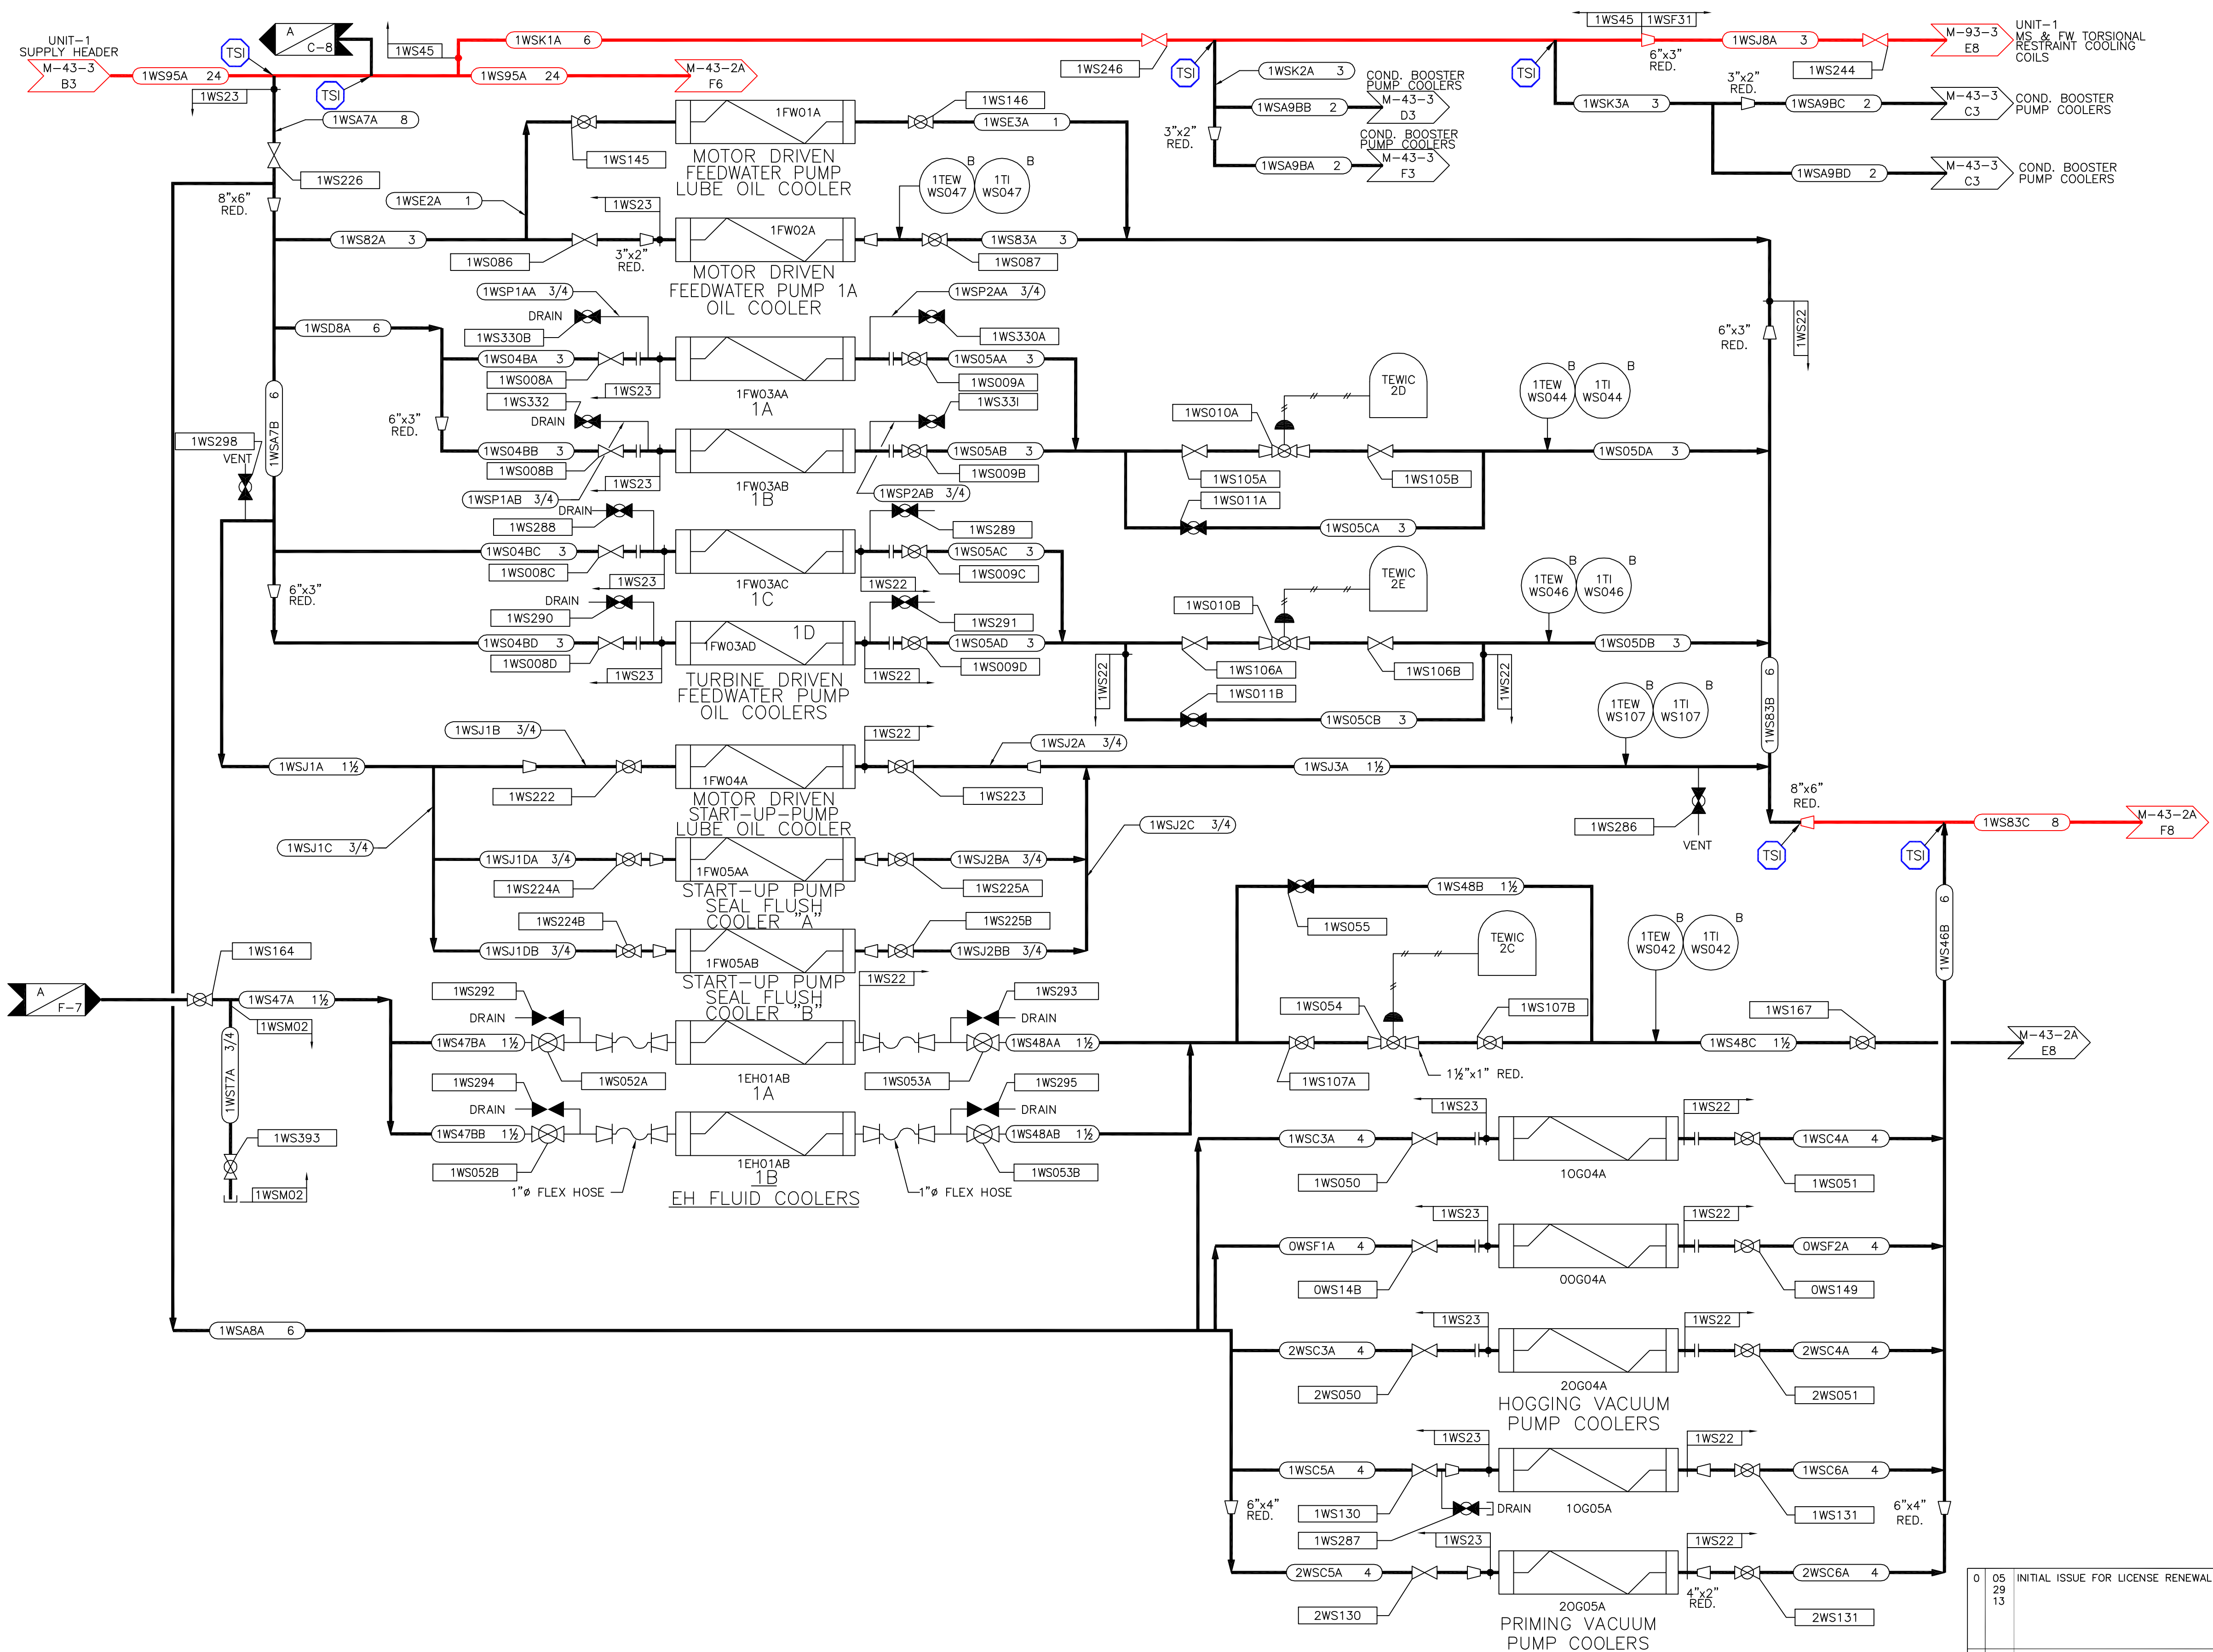 UNIT-1
SUPPLY HEADER
M-43-3
B3
1WS95A 24
TSI
A
C-8
TSI
1WS45
1WSK1A 6
1WS95A 24
M-43-2A
F6
1WS246
TSI
1WSK2A 3
COND. BOOSTER
PUMP COOLERS
1WSA9BB 2
M-43-3
D3
3"x2"
RED.
COND. BOOSTER
PUMP COOLERS
1WSA9BA 2
M-43-3
F3
TSI
1WS45
1WSF31
6"x3"
RED.
1WSJ8A 3
1WS244
M-93-3
E8
UNIT-1
MS & FW TORSIONAL
RESTRAINT COOLING
COILS
3"x2"
RED.
1WSK3A 3
1WSA9BC 2
M-43-3
C3
COND. BOOSTER
PUMP COOLERS
1WSA9BD 2
M-43-3
C3
COND. BOOSTER
PUMP COOLERS
1WS23
1WSA7A 8
1WS226
8"x6"
RED.
1WSE2A 1
1WS145
1FW01A
1WS146
1WSE3A 1
MOTOR DRIVEN
FEEDWATER PUMP
LUBE OIL COOLER
1WS82A 3
1WS086
1WS23
3"x2"
RED.
1FW02A
1TEW
WS047
B
1TI
WS047
B
1WS83A 3
1WS087
MOTOR DRIVEN
FEEDWATER PUMP 1A
OIL COOLER
1WSD8A 6
1WSP1AA 3/4
DRAIN
1WS330B
1WS04BA 3
1WS008A
1WS23
1FW03AA
1A
1WSP2AA 3/4
1WS330A
1WS05AA 3
1WS009A
6"x3"
RED.
1WS332
DRAIN
1WS04BB 3
1WS008B
1WSP1AB 3/4
1WS23
1FW03AB
1B
1WS331
1WS05AB 3
1WS009B
1WSP2AB 3/4
1WS010A
TEWIC
2D
1WS105A
1WS105B
1WS011A
1WS05CA 3
1TEW
WS044
B
1TI
WS044
B
1WS05DA 3
6"x3"
RED.
1WS22
1WSA7B 6
1WS298
VENT
DRAIN
1WS288
1WS04BC 3
1WS008C
1WS23
1FW03AC
1C
1WS289
1WS05AC 3
1WS009C
1WS22
6"x3"
RED.
DRAIN
1WS290
1WS04BD 3
1WS008D
1WS23
1D
1FW03AD
1WS291
1WS05AD 3
1WS009D
1WS22
TURBINE DRIVEN
FEEDWATER PUMP
OIL COOLERS
1WS010B
TEWIC
2E
1WS106A
1WS106B
1WS22
1WS011B
1WS05CB 3
1WS22
1TEW
WS046
B
1TI
WS046
B
1WS05DB 3
1WS83B 6
1WSJ1A 1½
1WSJ1B 3/4
1WS222
1FW04A
1WS22
1WSJ2A 3/4
1WS223
MOTOR DRIVEN
START-UP-PUMP
LUBE OIL COOLER
1WSJ3A 1½
1TEW
WS107
B
1TI
WS107
B
1WS286
VENT
8"x6"
RED.
TSI
1WS83C 8
TSI
M-43-2A
F8
1WSJ1C 3/4
1WSJ1DA 3/4
1WS224A
1FW05AA
1WSJ2BA 3/4
1WS225A
1WSJ2C 3/4
START-UP PUMP
SEAL FLUSH
COOLER "A"
1WS224B
1WSJ1DB 3/4
1FW05AB
1WS225B
1WSJ2BB 3/4
START-UP PUMP
SEAL FLUSH
COOLER "B"
1WS22
1WS164
A
F-7
1WS47A 1½
1WSM02
1WST7A 3/4
1WS393
1WSM02
1WS292
DRAIN
1WS47BA 1½
1WS052A
1EH01AB
1A
1WS293
DRAIN
1WS48AA 1½
1WS053A
1WS294
DRAIN
1WS47BB 1½
1WS052B
1"ø FLEX HOSE
1EH01AB
1B
EH FLUID COOLERS
1WS295
DRAIN
1WS48AB 1½
1WS053B
1"ø FLEX HOSE
1WS48B 1½
1WS055
1WS054
TEWIC
2C
1WS107B
1WS107A
1½"x1" RED.
1TEW
WS042
B
1TI
WS042
B
1WS48C 1½
1WS167
M-43-2A
E8
1WS46B 6
1WSC3A 4
1WS23
1WS050
1OG04A
1WS22
1WSC4A 4
1WS051
0WSF1A 4
1WS23
0WS14B
0OG04A
1WS22
0WSF2A 4
0WS149
1WSA8A 6
2WSC3A 4
1WS23
2WS050
2OG04A
1WS22
2WSC4A 4
2WS051
HOGGING VACUUM
PUMP COOLERS
1WSC5A 4
1WS23
1WS130
1WS287
DRAIN
1OG05A
1WS22
1WSC6A 4
1WS131
6"x4"
RED.
6"x4"
RED.
2WSC5A 4
1WS23
2WS130
2OG05A
1WS22
4"x2"
RED.
2WSC6A 4
2WS131
PRIMING VACUUM
PUMP COOLERS
0 05 INITIAL ISSUE FOR LICENSE RENEWAL
29
13